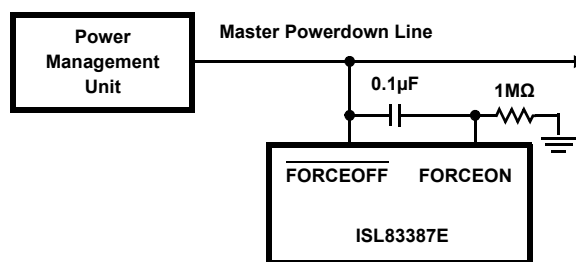 Power
Management
Unit
Master Powerdown Line
0.1µF
1MΩ
FORCEOFF FORCEON
ISL83387E